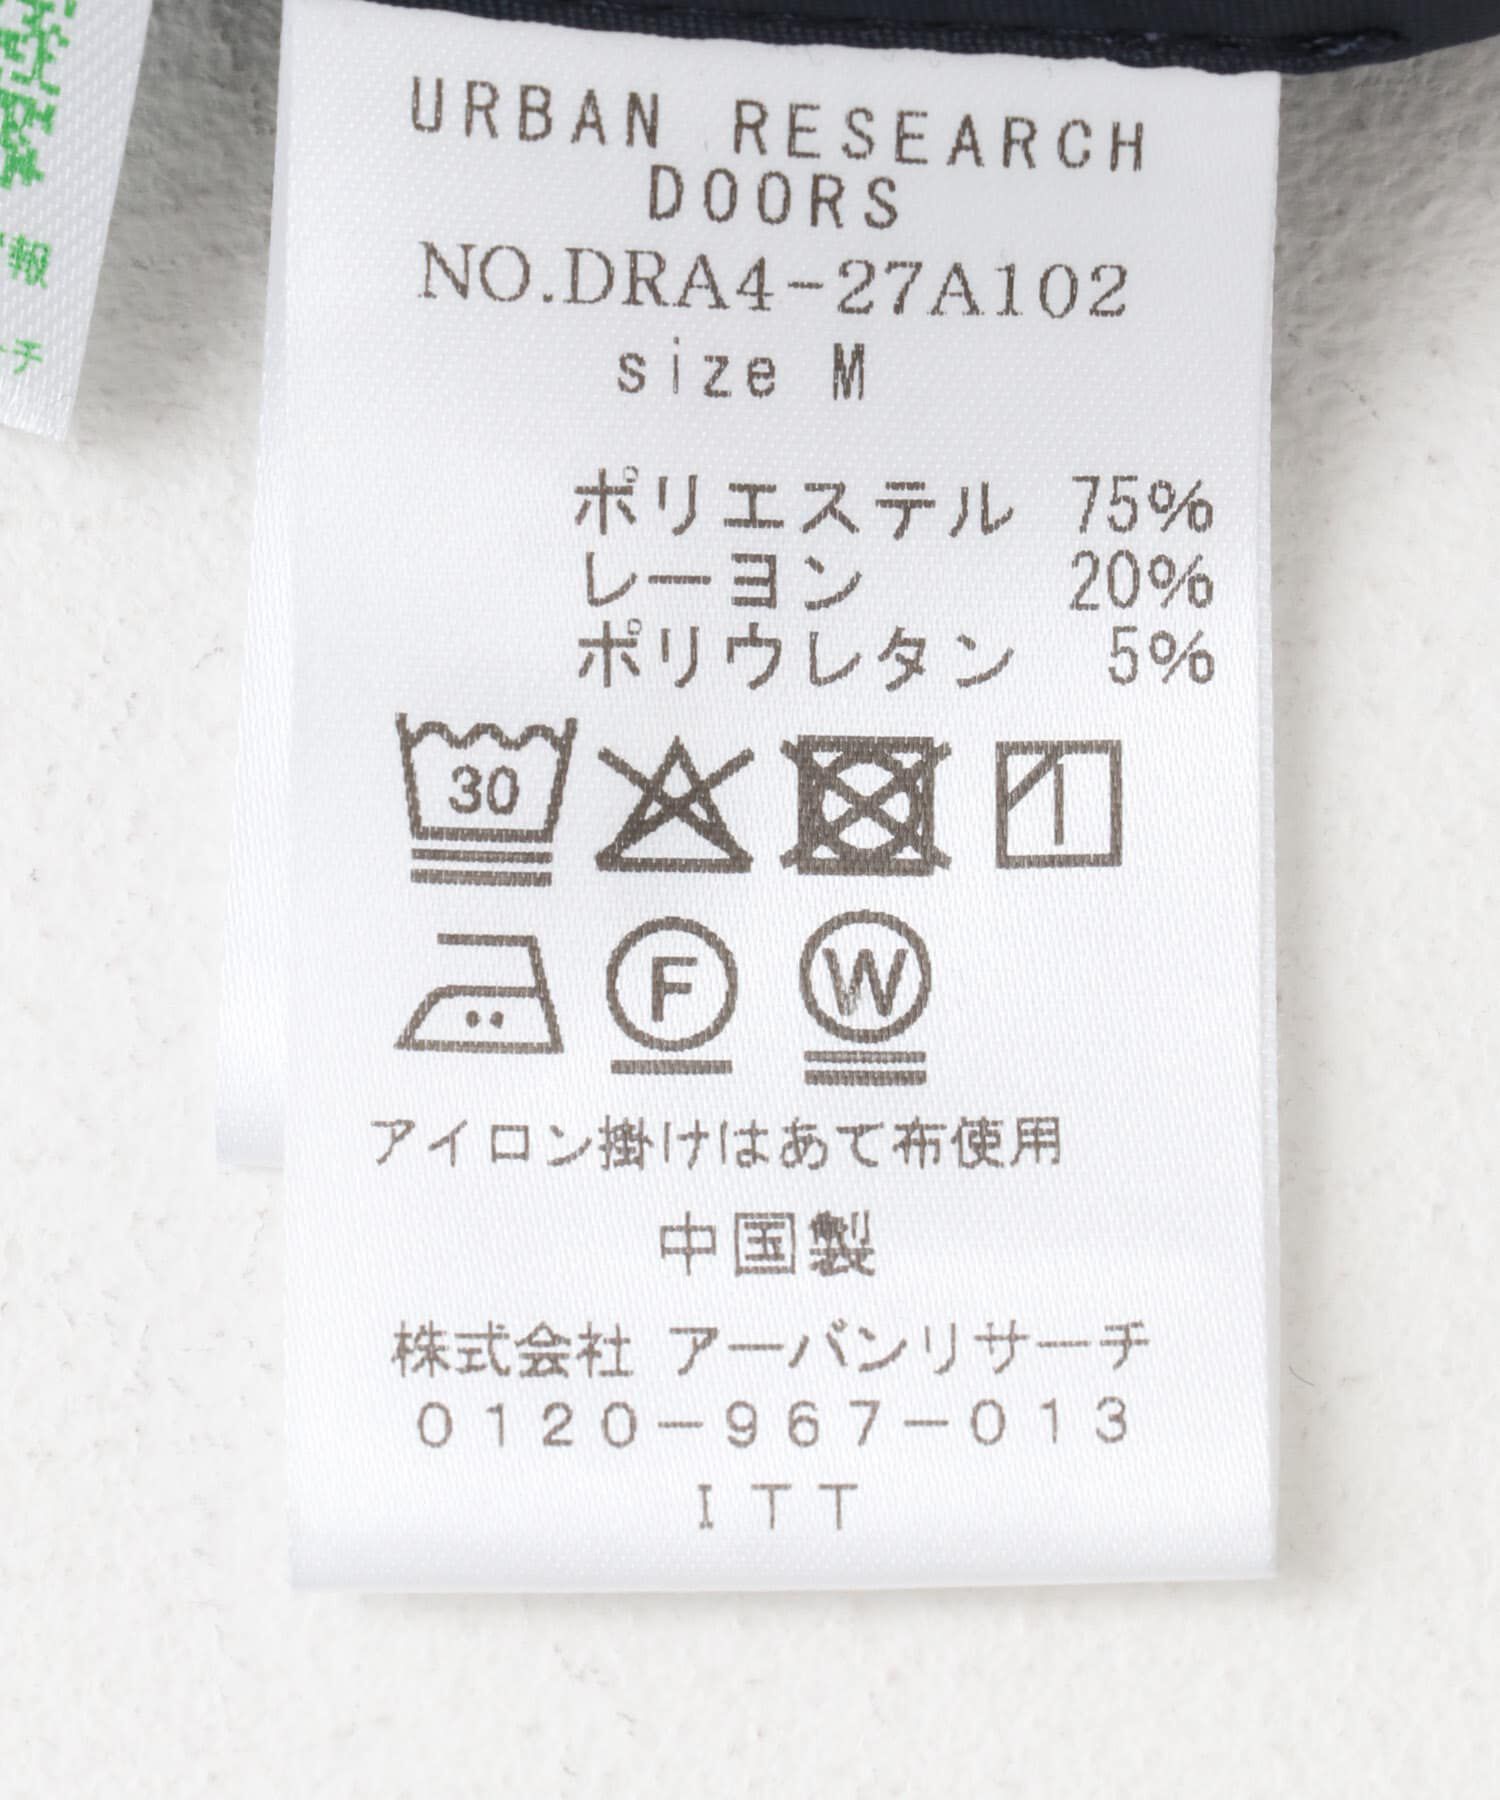 URBAN RESEARCH
DOORS
NO.DRA4-27A102
size M
ポリエステル 75%
レーヨン 20%
ポリウレタン 5%
30
F
W
アイロン掛けはあて布使用
中国製
株式会社 アーバンリサーチ
0120-967-013
ITT
報
ーチ